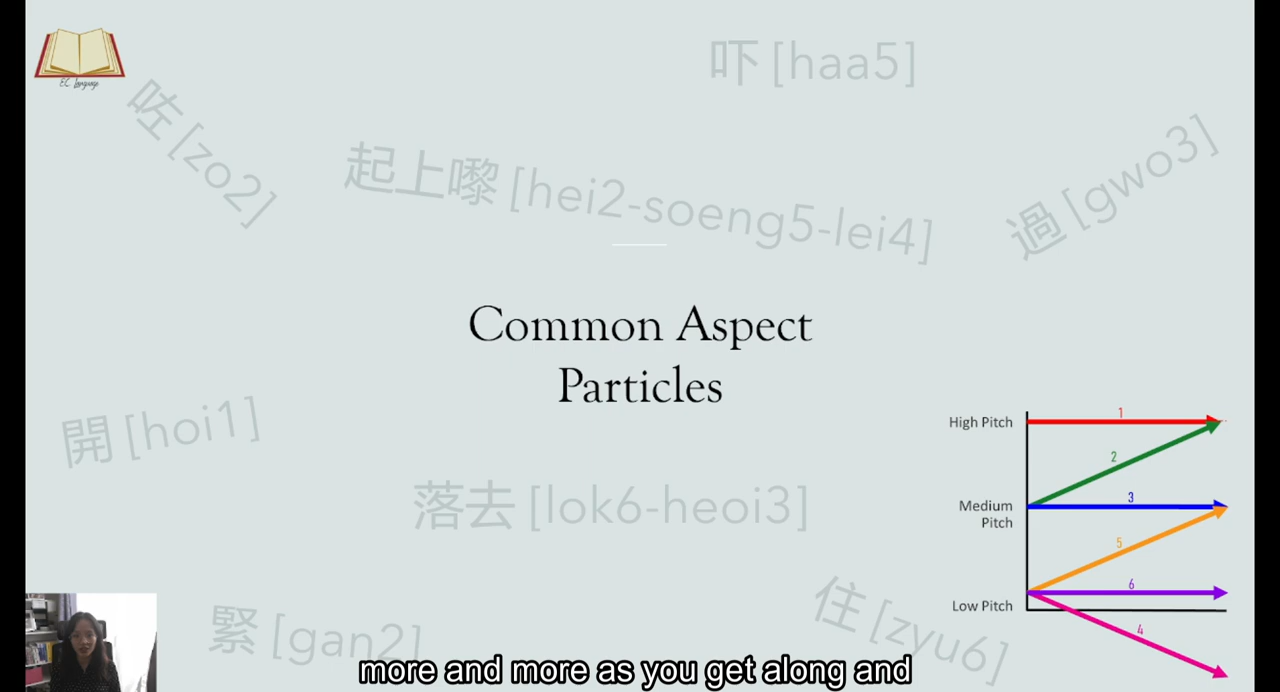 EC Language
吓 [haa5]
咗 [zo2]
起上嚟 [hei2-soeng5-lei4]
過 [gwo3]
Common Aspect
Particles
開 [hoi1]
落去 [lok6-heoi3]
緊 [gan2]
住 [zyu6]
High Pitch
Medium
Pitch
Low Pitch
1
2
3
5
6
4
more and more as you get along and